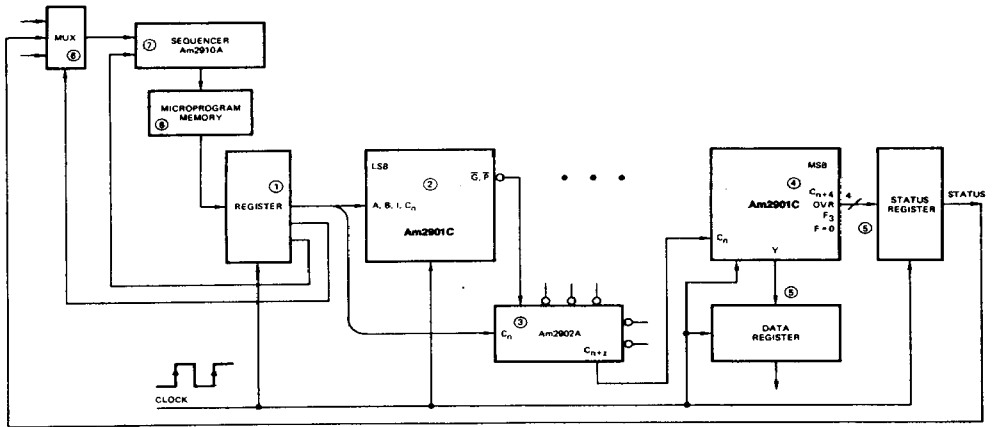 MUX
⑥
⑦ SEQUENCER
Am2910A
MICROPROGRAM
MEMORY
⑧
①
REGISTER
LSB
②
G̅, P̅
A, B, I, Cn
Am2901C
③ Am2902A
Cn
Cn+z
MSB
④
Am2901C
Cn+4
OVR
F3
F = 0
Cn
Y
4
⑤
STATUS
REGISTER
STATUS
⑤
DATA
REGISTER
CLOCK